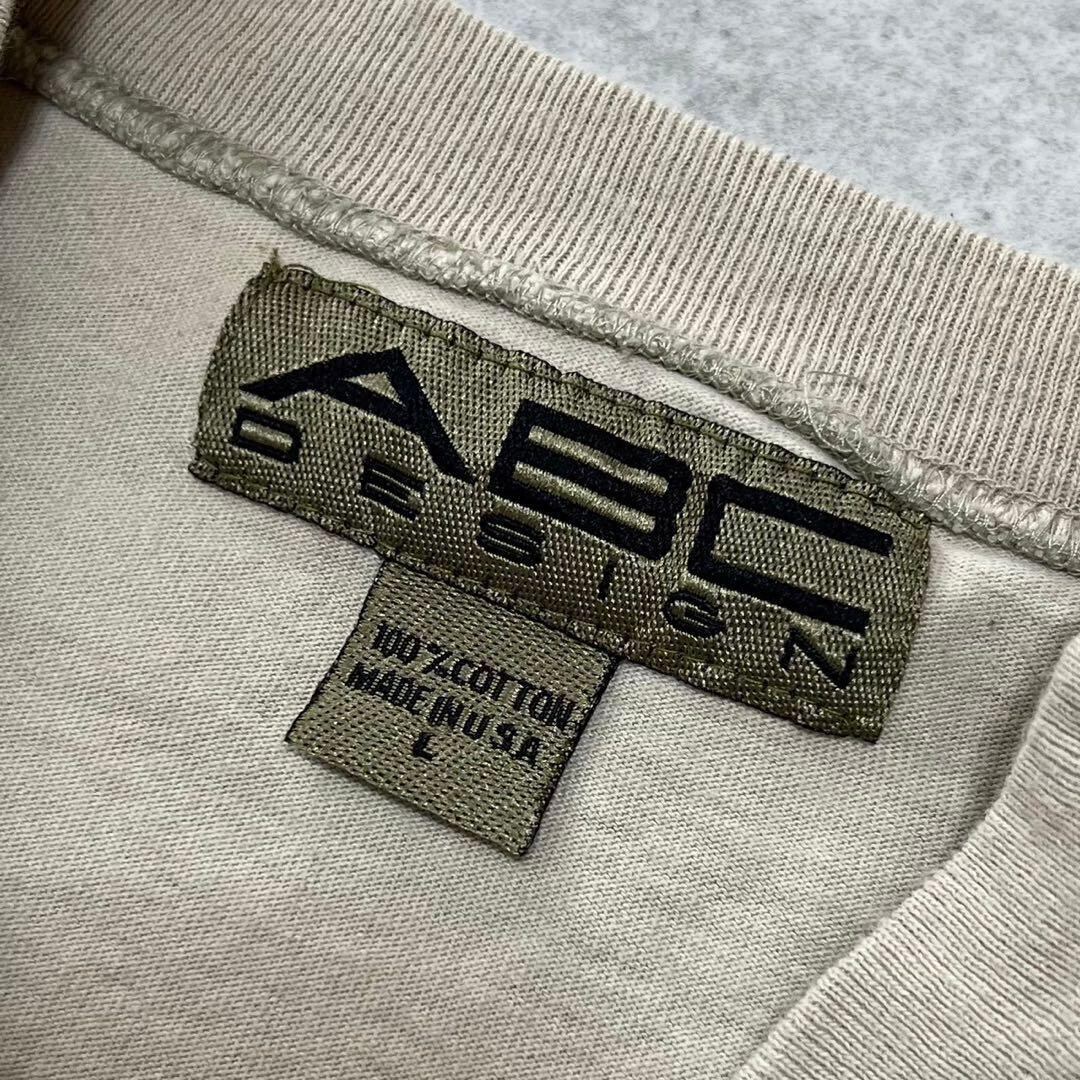 ABC
DESIGN
100% COTTON
MADE IN U.S.A
L